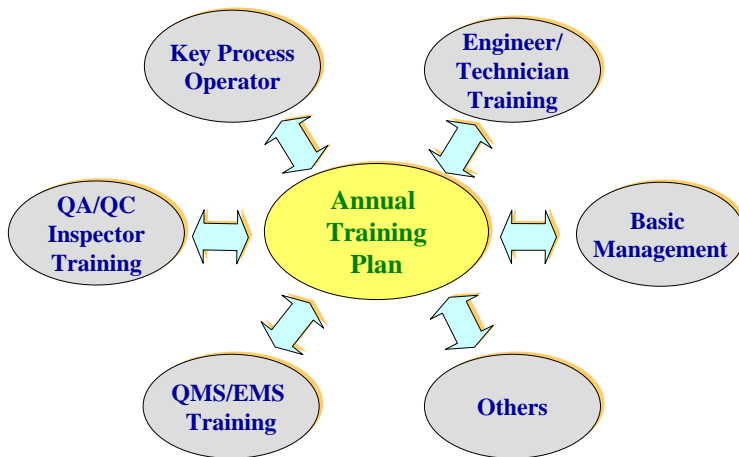 Key Process
Operator
Engineer/
Technician
Training
QA/QC
Inspector
Training
Annual
Training
Plan
Basic
Management
QMS/EMS
Training
Others